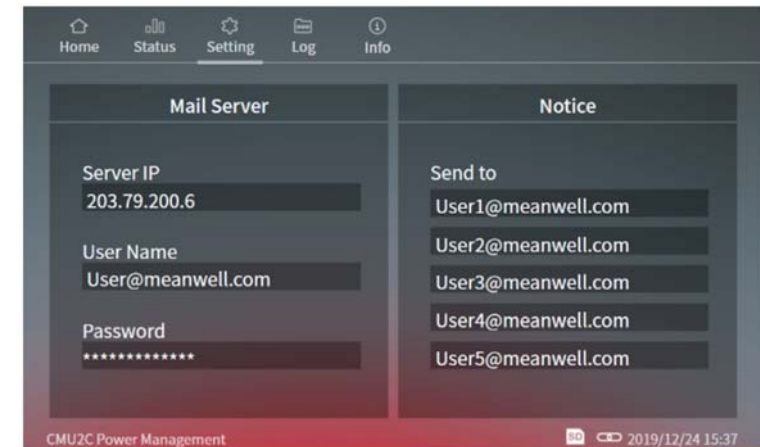 Home Status Setting Log Info
Mail Server
Server IP
203.79.200.6
User Name
User@meanwell.com
Password
*************
Notice
Send to
User1@meanwell.com
User2@meanwell.com
User3@meanwell.com
User4@meanwell.com
User5@meanwell.com
CMU2C Power Management
SD 2019/12/24 15:37